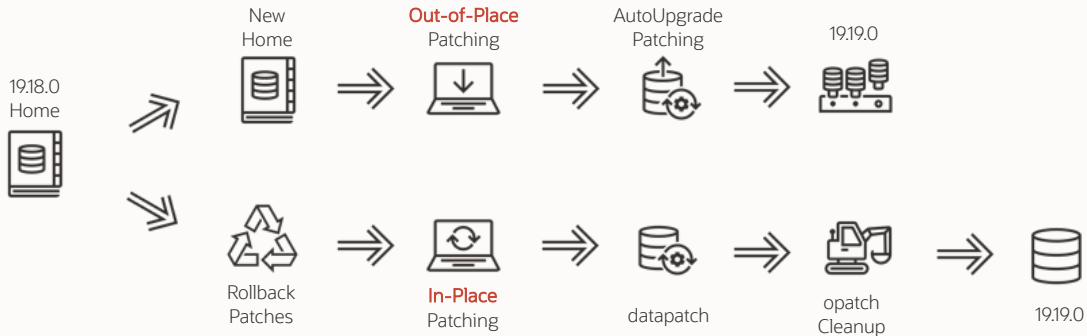 19.18.0
Home
New
Home
Out-of-Place
Patching
AutoUpgrade
Patching
19.19.0
Rollback
Patches
In-Place
Patching
datapatch
opatch
Cleanup
19.19.0